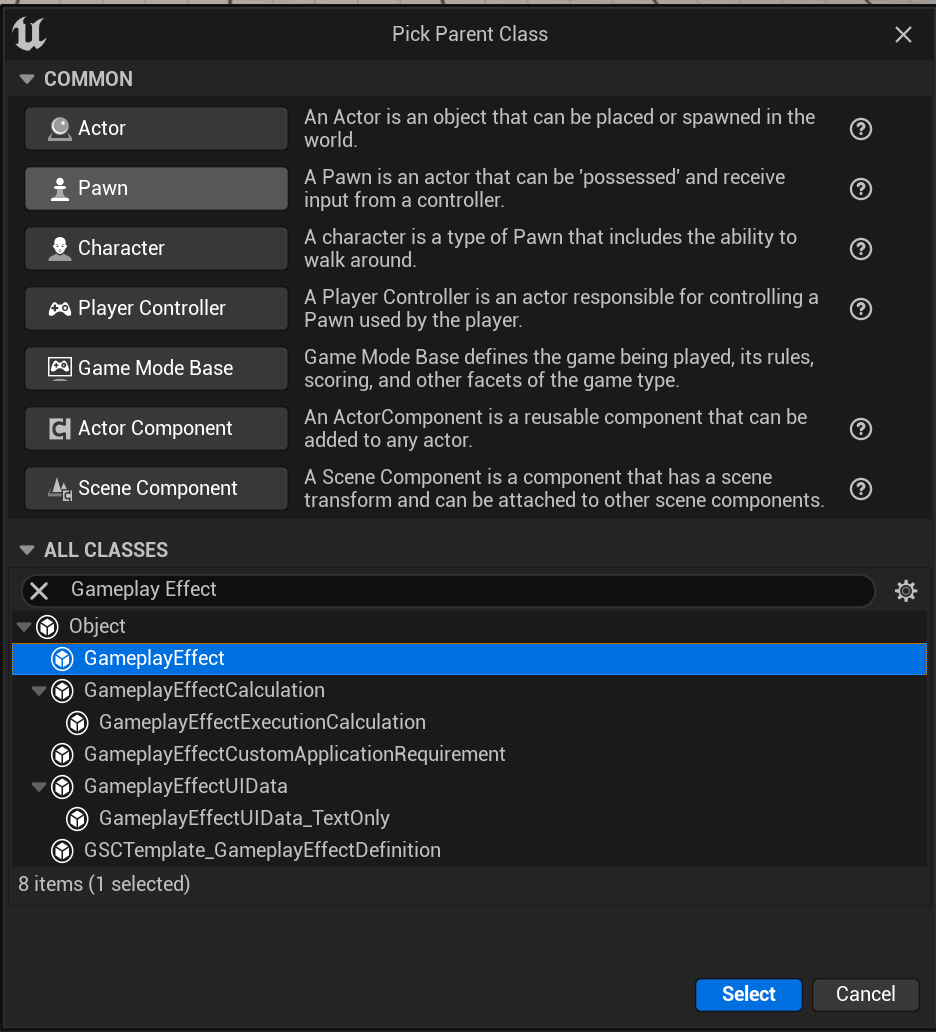 Pick Parent Class
COMMON
Actor
An Actor is an object that can be placed or spawned in the
world.
Pawn
A Pawn is an actor that can be 'possessed' and receive
input from a controller.
Character
A character is a type of Pawn that includes the ability to
walk around.
Player Controller
A Player Controller is an actor responsible for controlling a
Pawn used by the player.
Game Mode Base
Game Mode Base defines the game being played, its rules,
scoring, and other facets of the game type.
Actor Component
An ActorComponent is a reusable component that can be
added to any actor.
Scene Component
A Scene Component is a component that has a scene
transform and can be attached to other scene components.
ALL CLASSES
Gameplay Effect
Object
GameplayEffect
GameplayEffectCalculation
GameplayEffectExecutionCalculation
GameplayEffectCustomApplicationRequirement
GameplayEffectUIData
GameplayEffectUIData_TextOnly
GSCTemplate_GameplayEffectDefinition
8 items (1 selected)
Select
Cancel